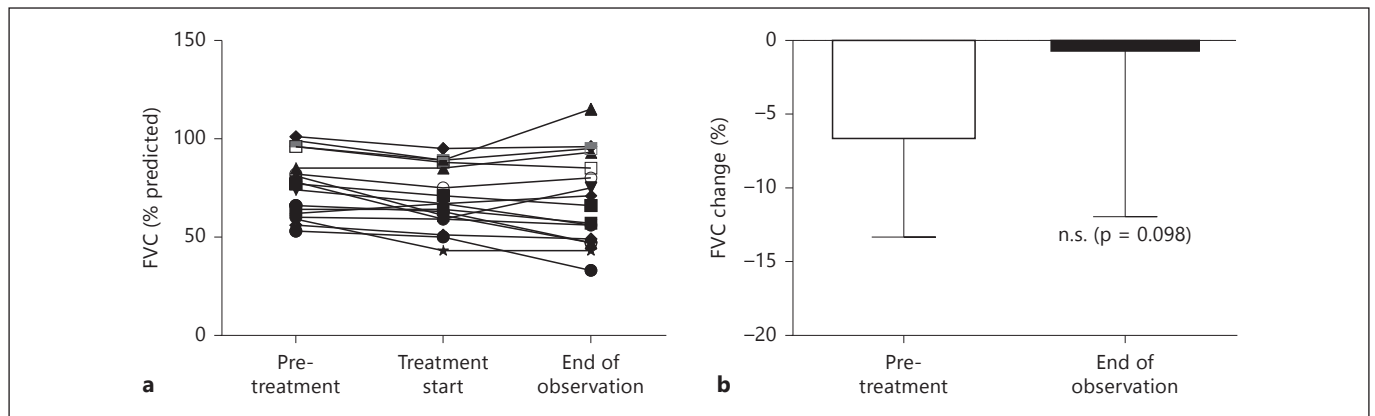 150
100
50
0
FVC (% predicted)
Pre-
treatment
Treatment
start
End of
observation
a
0
−5
−10
−15
−20
FVC change (%)
n.s. (p = 0.098)
Pre-
treatment
End of
observation
b